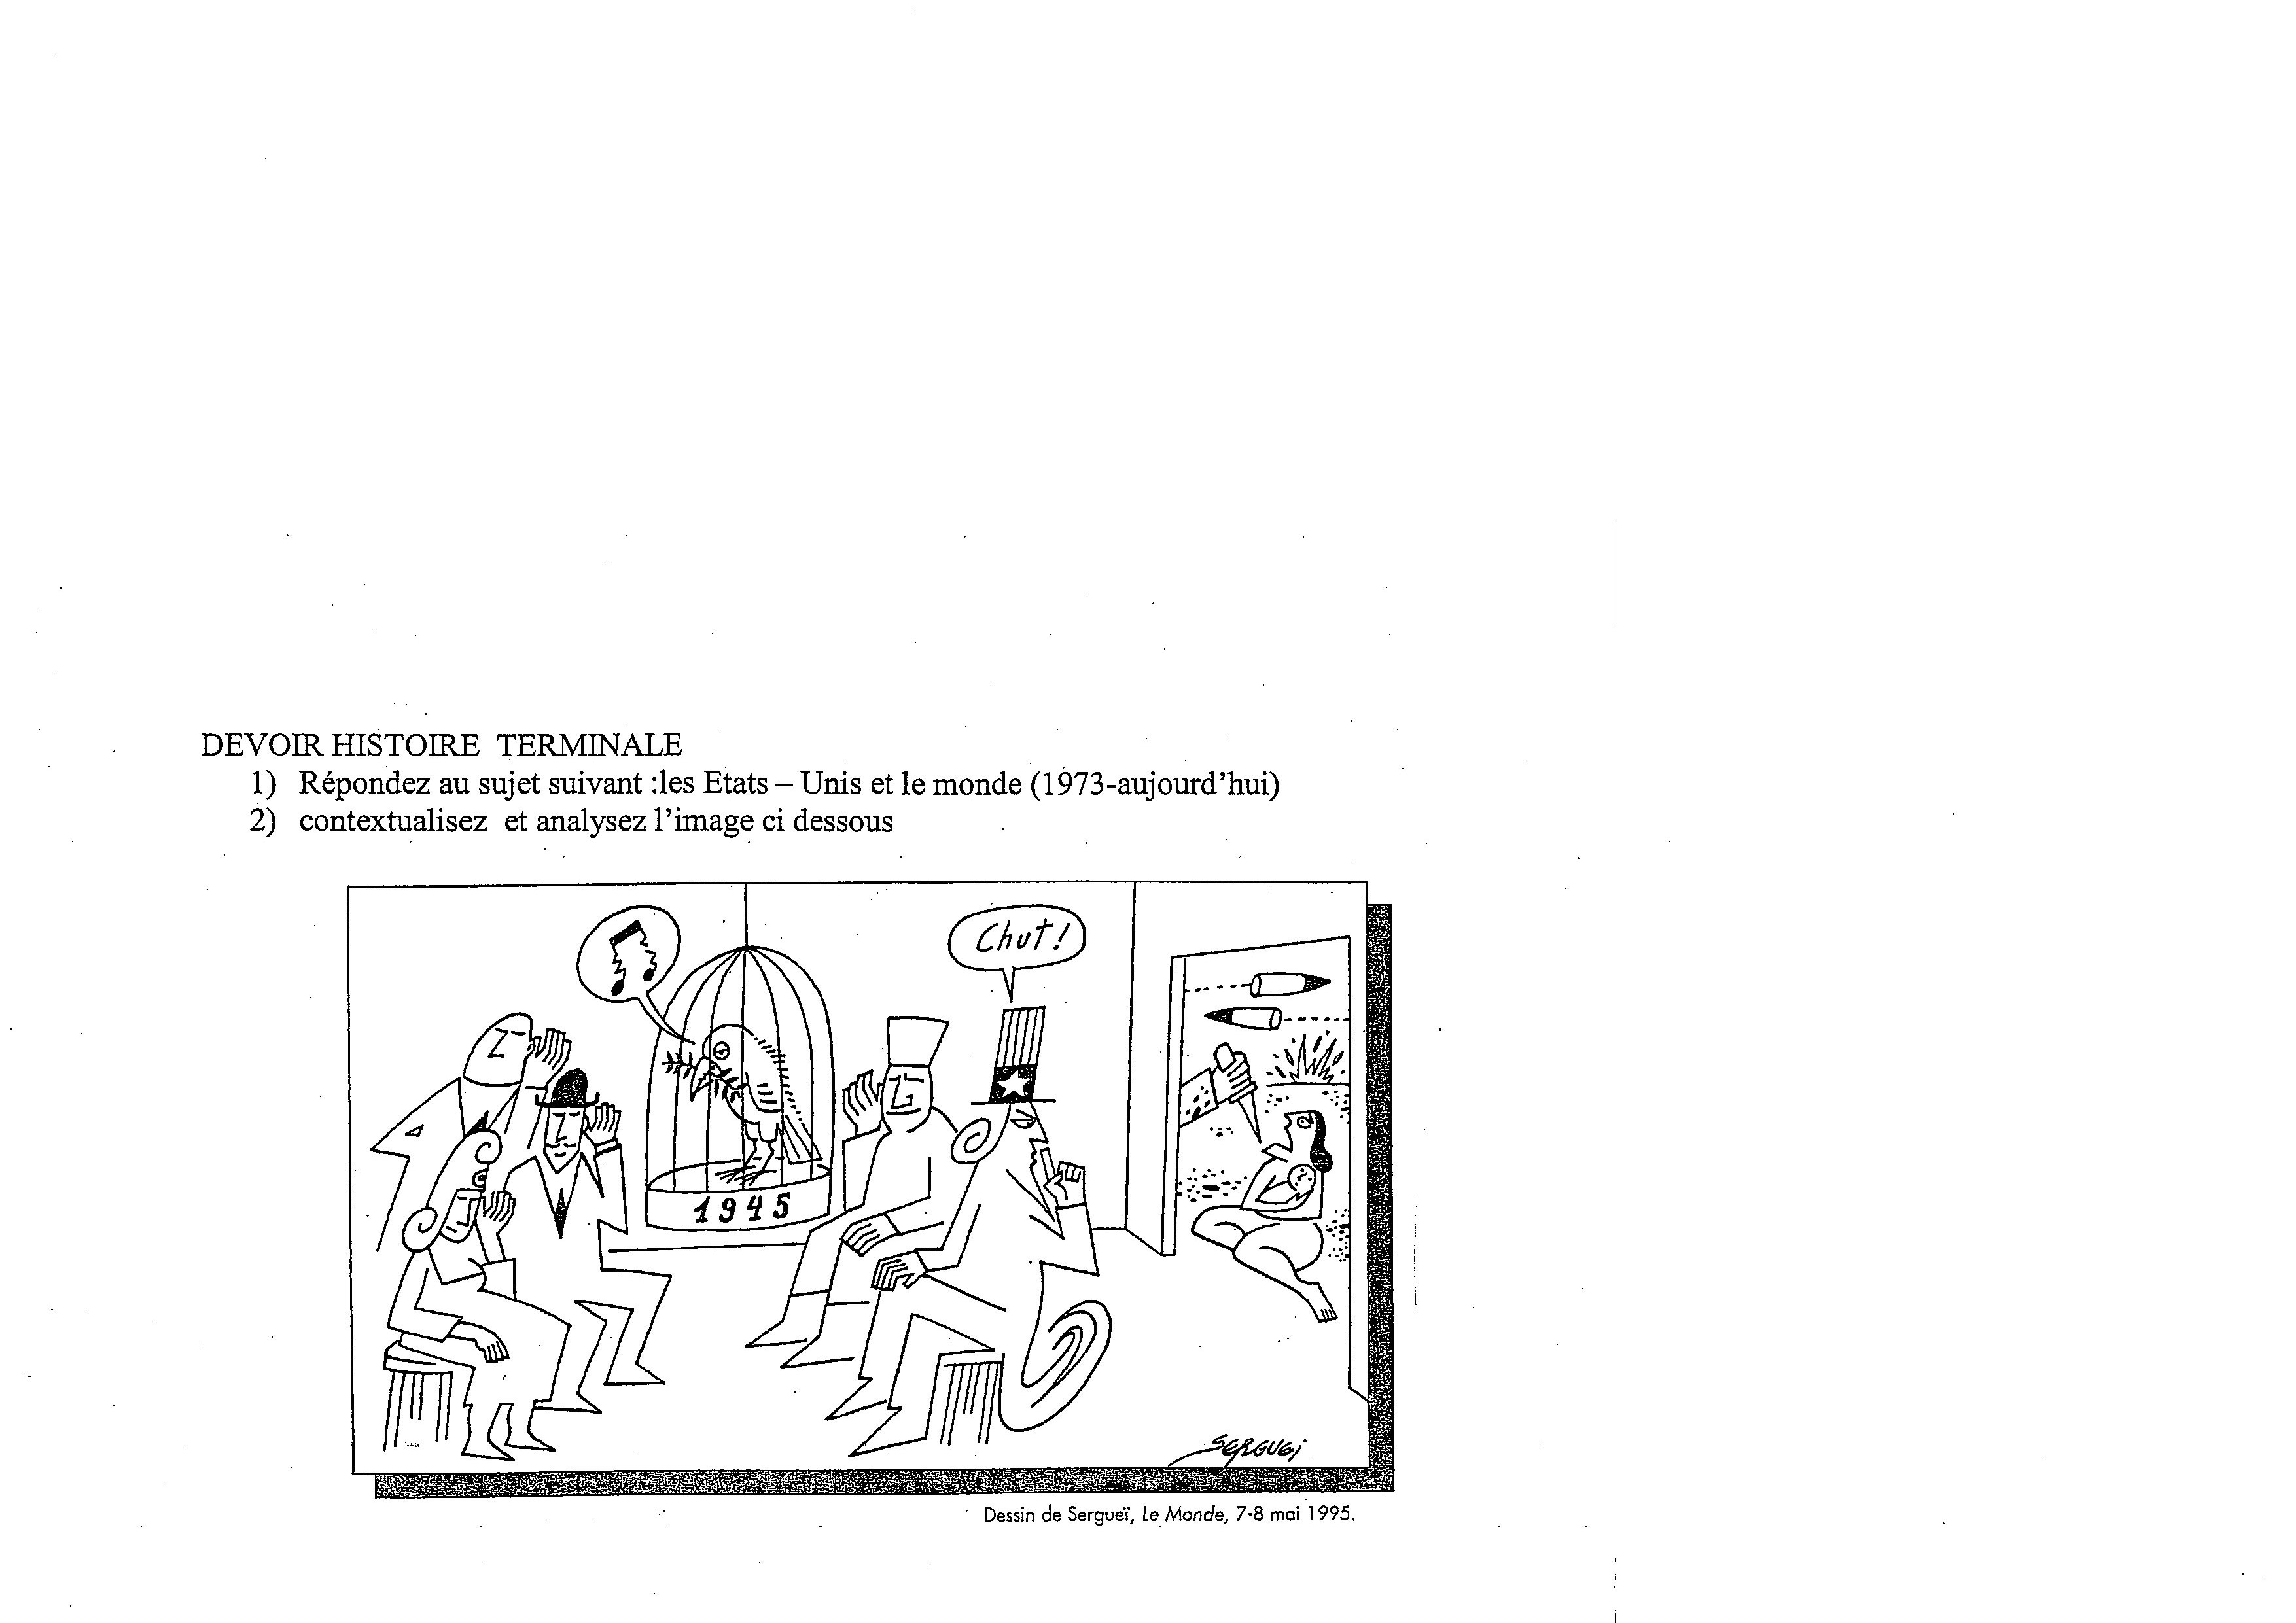 DEVOIR HISTOIRE TERMINALE
1) Répondez au sujet suivant :les Etats – Unis et le monde (1973-aujourd'hui)
2) contextualisez et analysez l'image ci dessous
Chut!
1945
SERGUEi
Dessin de Sergueï, Le Monde, 7-8 mai 1995.